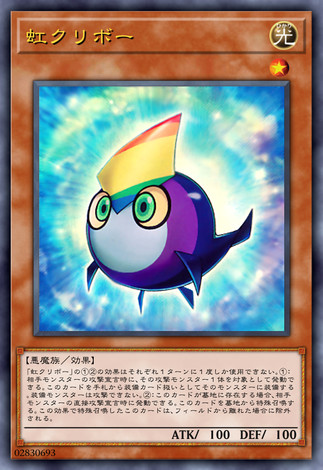 虹クリボー
光
【悪魔族／効果】
「虹クリボー」の①②の効果はそれぞれ１ターンに１度しか使用できない。①：
相手モンスターの攻撃宣言時に、そのモンスター１体を対象として発動でき
る。このカードを手札から装備カード扱いとしてそのモンスターに装備する。
装備モンスターは攻撃できない。②：このカードが墓地に存在する場合、相手
モンスターの直接攻撃宣言時に発動できる。このカードを墓地から特殊召喚す
る。この効果で特殊召喚したこのカードは、フィールドから離れた場合に除外
される。
ATK/ 100 DEF/ 100
02830693